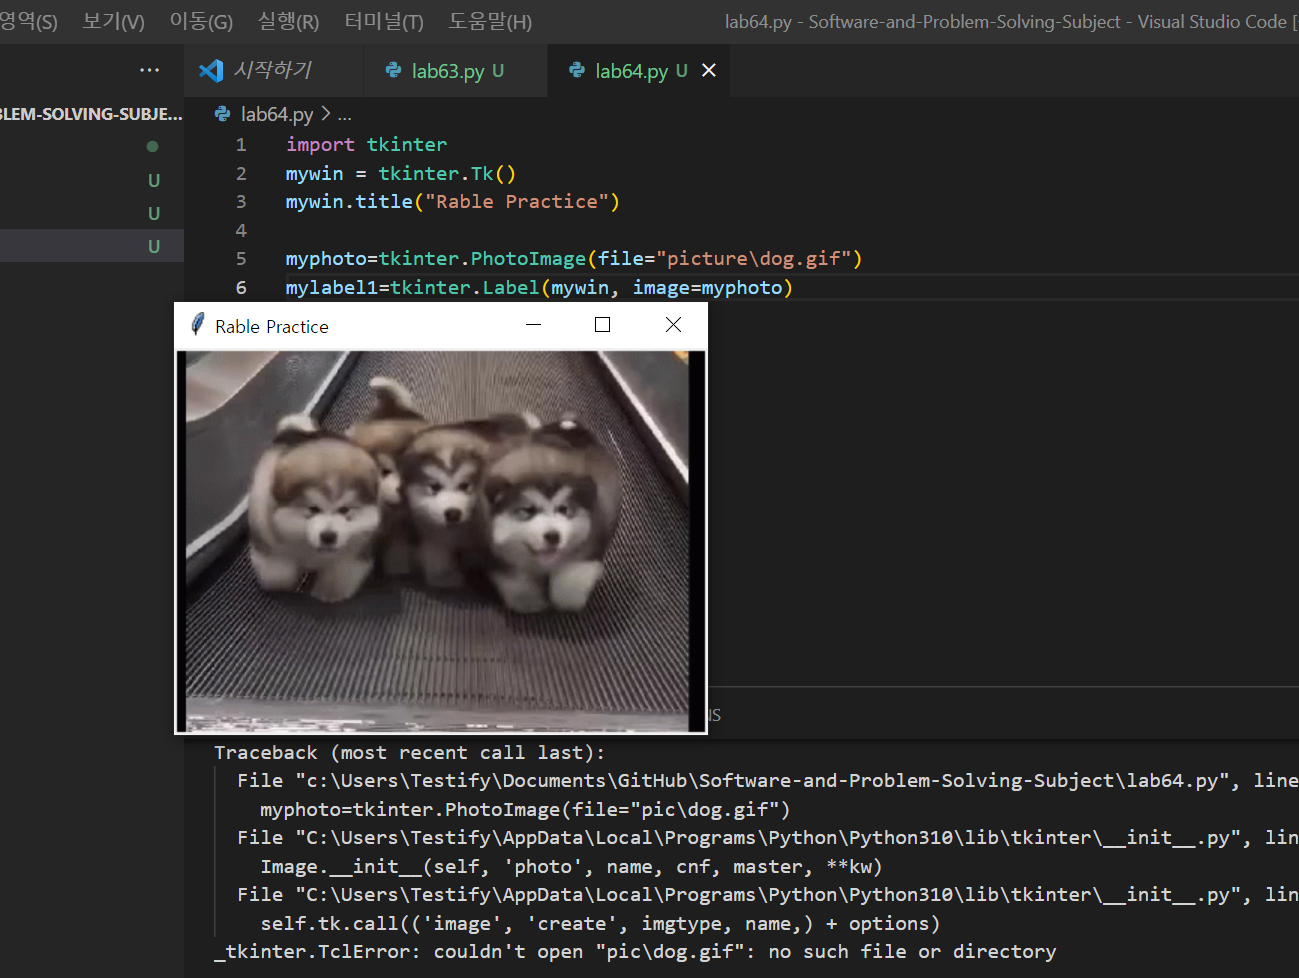 영역(S) 보기(V) 이동(G) 실행(R) 터미널(T) 도움말(H) lab64.py - Software-and-Problem-Solving-Subject - Visual Studio Code [
... 시작하기 lab63.py U lab64.py U
BLEM-SOLVING-SUBJE... lab64.py > ...
1 import tkinter
U
2 mywin = tkinter.Tk()
3 mywin.title("Rable Practice")
U
4
U
5 myphoto=tkinter.PhotoImage(file="picture\dog.gif")
6 mylabel1=tkinter.Label(mywin, image=myphoto)
Rable Practice
NS
Traceback (most recent call last):
File "c:\Users\Testify\Documents\GitHub\Software-and-Problem-Solving-Subject\lab64.py", line
myphoto=tkinter.PhotoImage(file="pic\dog.gif")
File "C:\Users\Testify\AppData\Local\Programs\Python\Python310\lib\tkinter\__init__.py", lin
Image.__init__(self, 'photo', name, cnf, master, **kw)
File "C:\Users\Testify\AppData\Local\Programs\Python\Python310\lib\tkinter\__init__.py", lin
self.tk.call(('image', 'create', imgtype, name,) + options)
_tkinter.TclError: couldn't open "pic\dog.gif": no such file or directory